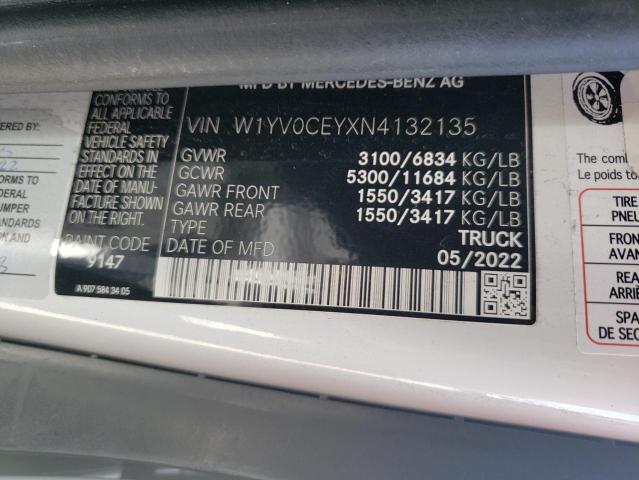 MFD BY MERCEDES-BENZ AG
CONFORMS TO
ALL APPLICABLE
FEDERAL
VEHICLE SAFETY
STANDARDS IN
EFFECT ON THE
DATE OF MANU-
FACTURE SHOWN
ON THE RIGHT.
PAINT CODE
9147
A 907 584 34 05
VIN W1YV0CEYXN4132135
GVWR 3100/6834 KG/LB
GCWR 5300/11684 KG/LB
GAWR FRONT 1550/3417 KG/LB
GAWR REAR 1550/3417 KG/LB
TYPE TRUCK
DATE OF MFD 05/2022
ERED BY:
FORMS TO
EDERAL
UMPER
ANDARDS
ON AND
The com
Le poids to
TIRE
PNEU
FRON
AVAN
REA
ARRIÈ
SPA
DE SEC